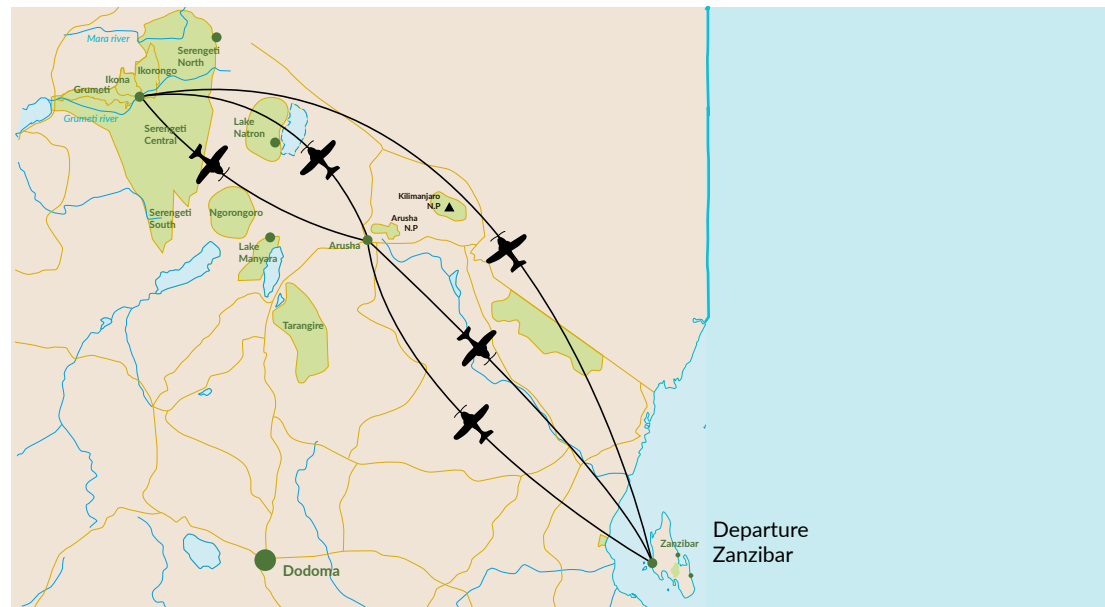 Mara river
Serengeti
North
Ikorongo
Ikona
Grumeti
Grumeti river
Serengeti
Central
Lake
Natron
Kilimanjaro
N.P
Arusha
N.P
Serengeti
South
Ngorongoro
Lake
Manyara
Arusha
Tarangire
Departure
Zanzibar
Zanzibar
Dodoma